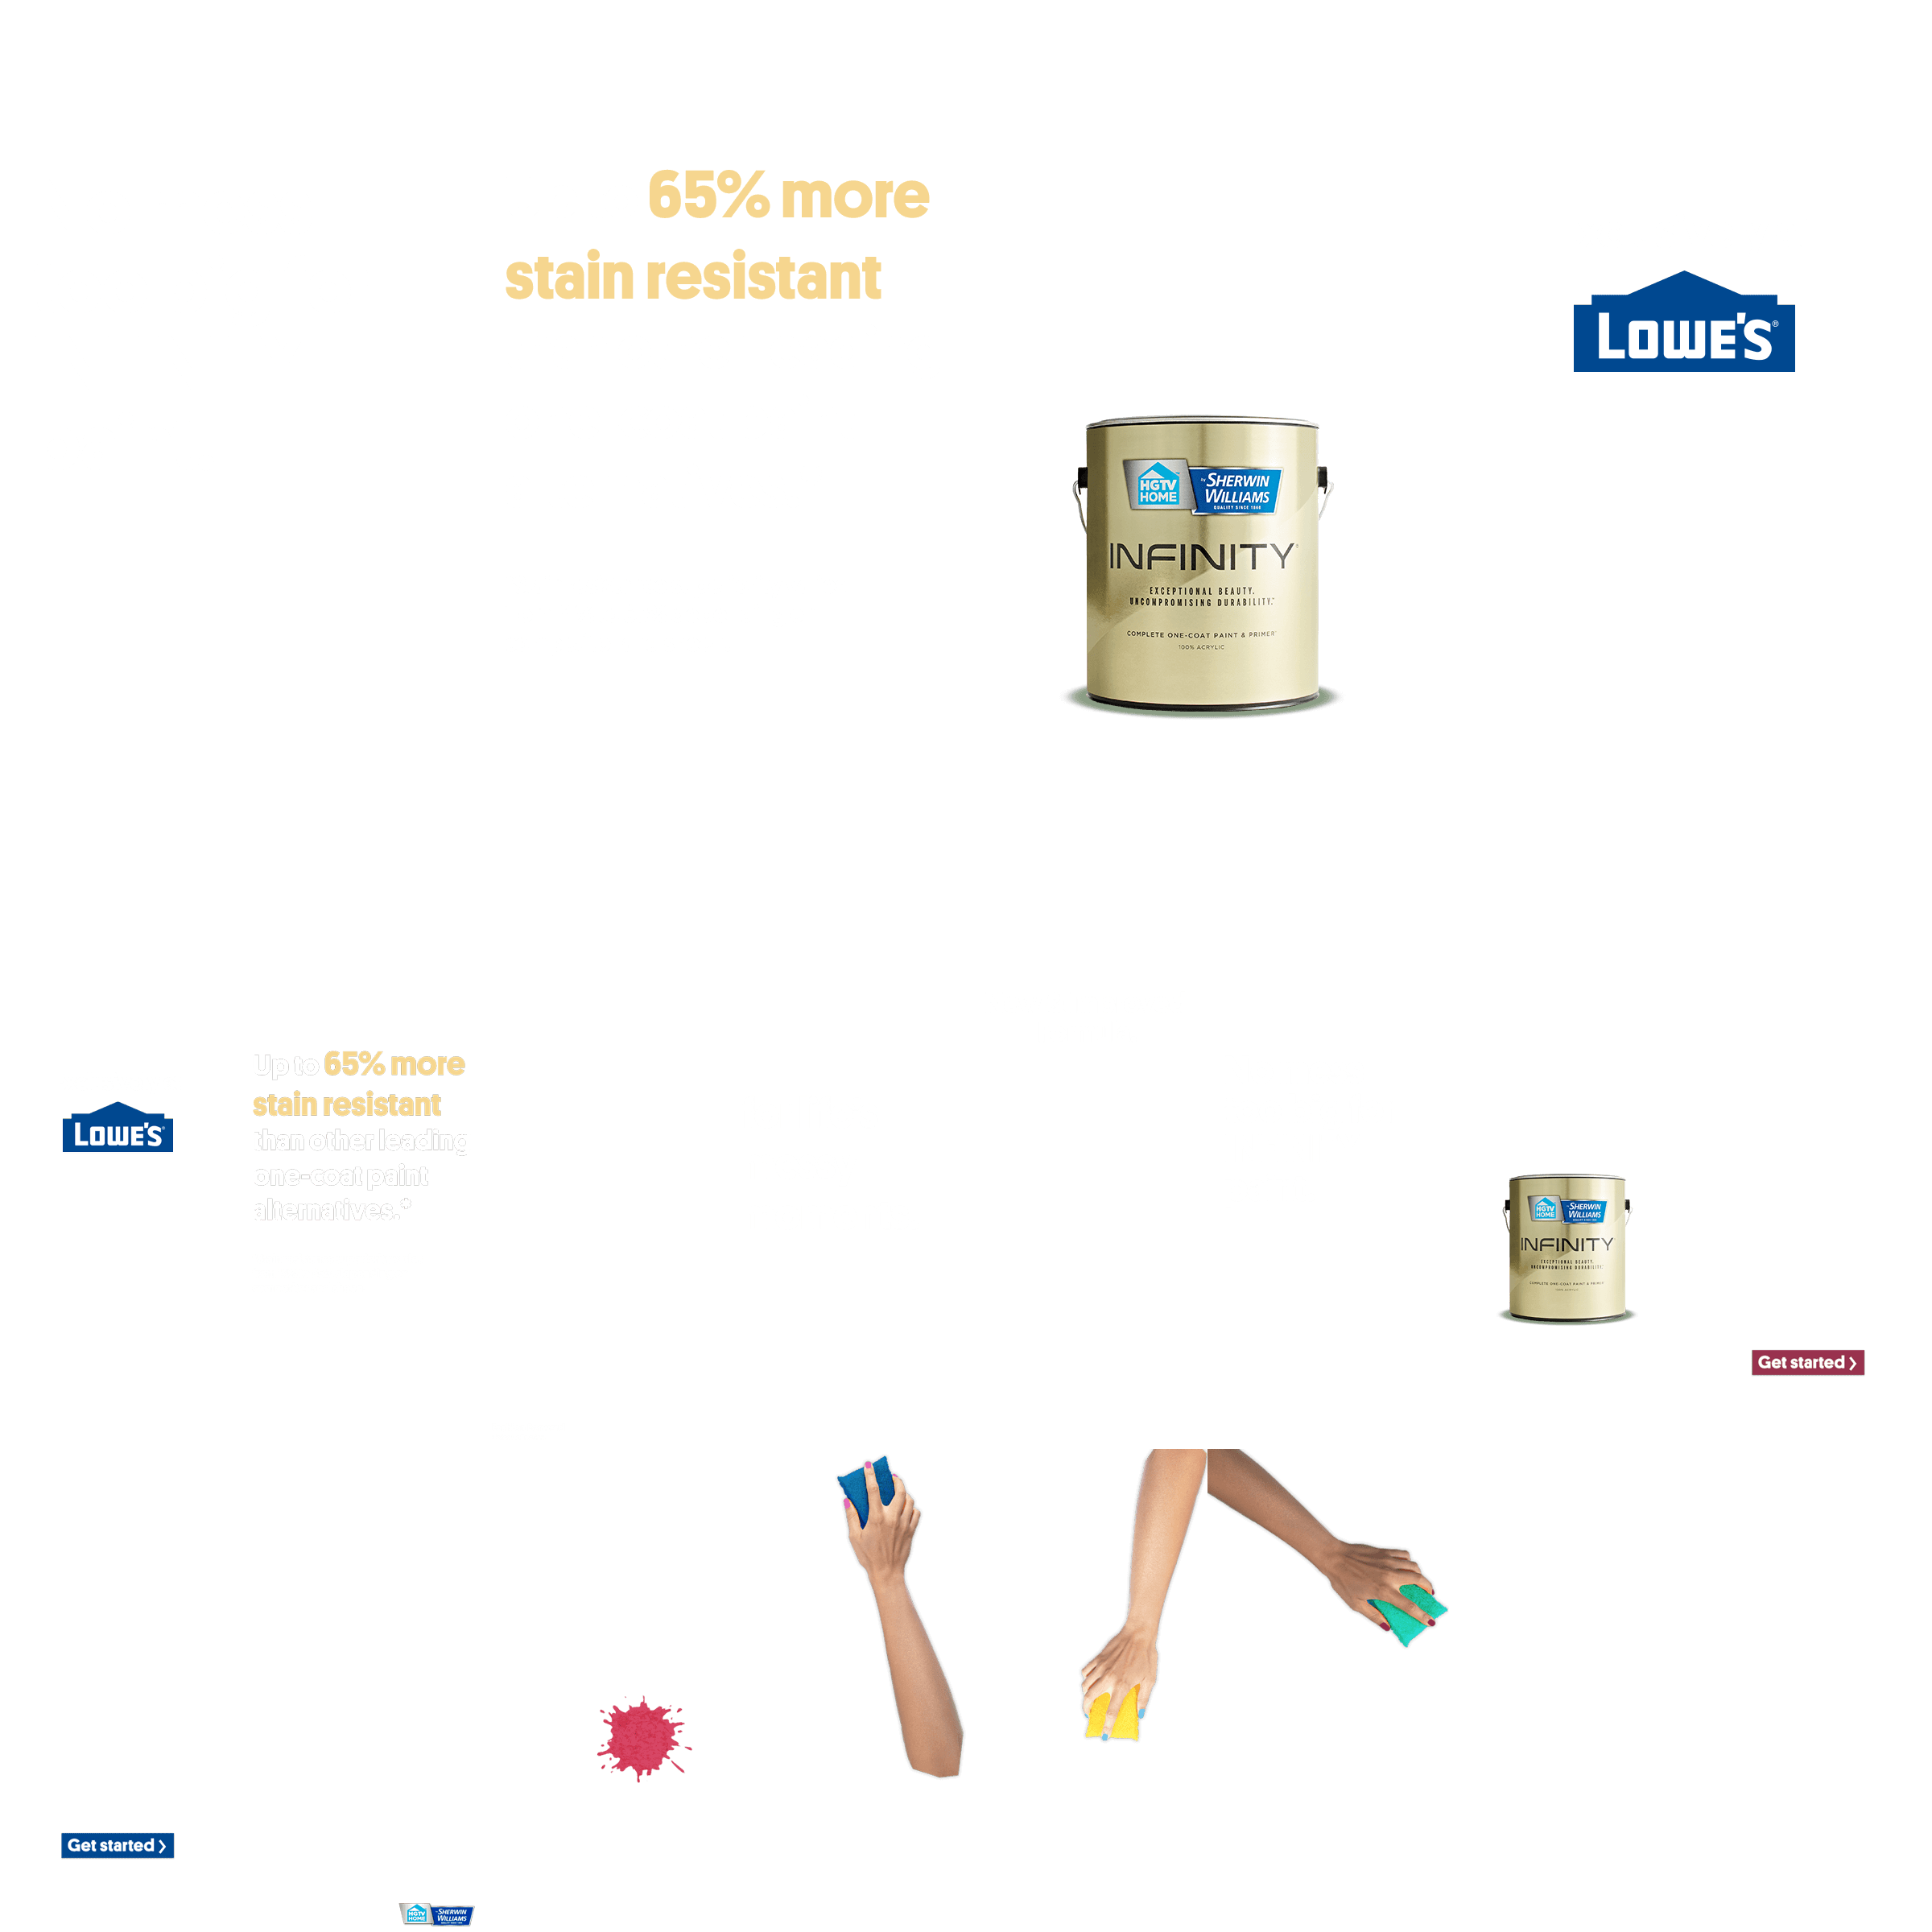 65% more
stain resistant
LOWE'S®
HGTV
HOME
by SHERWIN
WILLIAMS
QUALITY SINCE 1866
INFINITY®
EXCEPTIONAL BEAUTY.
UNCOMPROMISING DURABILITY.™
COMPLETE ONE-COAT PAINT & PRIMER
100% ACRYLIC
Up to 65% more
stain resistant
than other leading
one-coat paint
alternatives.*
LOWE'S
HGTV
HOME
SHERWIN
WILLIAMS
INFINITY
EXCEPTIONAL BEAUTY.
UNCOMPROMISING DURABILITY.
COMPLETE ONE-COAT PAINT & PRIMER
100% ACRYLIC
Get started >
Get started >
HGTV
HOME
SHERWIN
WILLIAMS